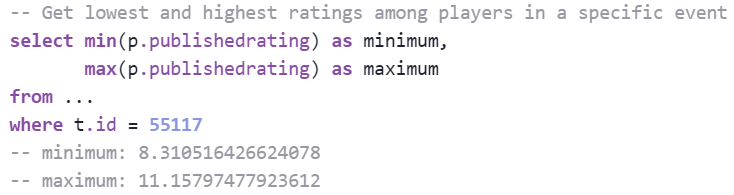 -- Get lowest and highest ratings among players in a specific event
select min(p.publishedrating) as minimum,
       max(p.publishedrating) as maximum
from ...
where t.id = 55117
-- minimum: 8.310516426624078
-- maximum: 11.15797477923612